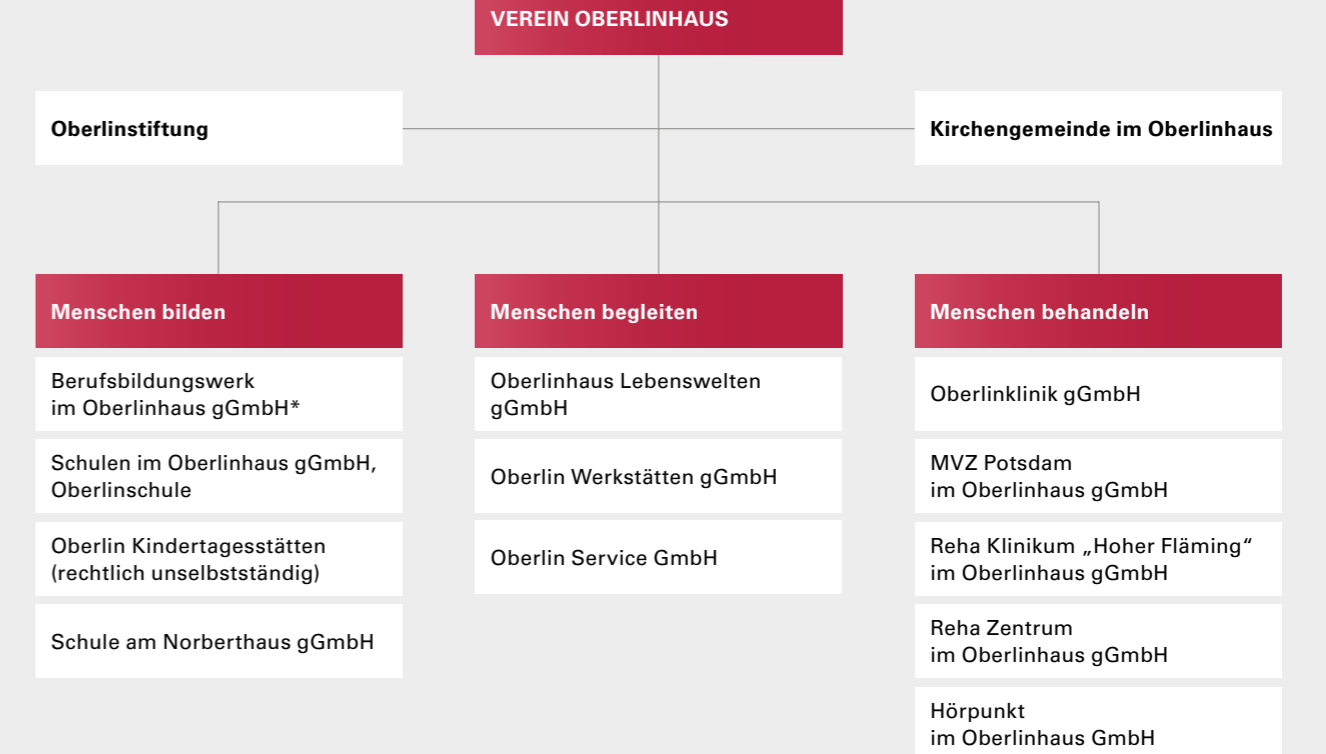 VEREIN OBERLINHAUS
Oberlinstiftung
Kirchengemeinde im Oberlinhaus
Menschen bilden
Berufsbildungswerk
im Oberlinhaus gGmbH*
Schulen im Oberlinhaus gGmbH,
Oberlinschule
Oberlin Kindertagesstätten
(rechtlich unselbstständig)
Schule am Norberthaus gGmbH
Menschen begleiten
Oberlinhaus Lebenswelten
gGmbH
Oberlin Werkstätten gGmbH
Oberlin Service GmbH
Menschen behandeln
Oberlinklinik gGmbH
MVZ Potsdam
im Oberlinhaus gGmbH
Reha Klinikum „Hoher Fläming“
im Oberlinhaus gGmbH
Reha Zentrum
im Oberlinhaus gGmbH
Hörpunkt
im Oberlinhaus GmbH